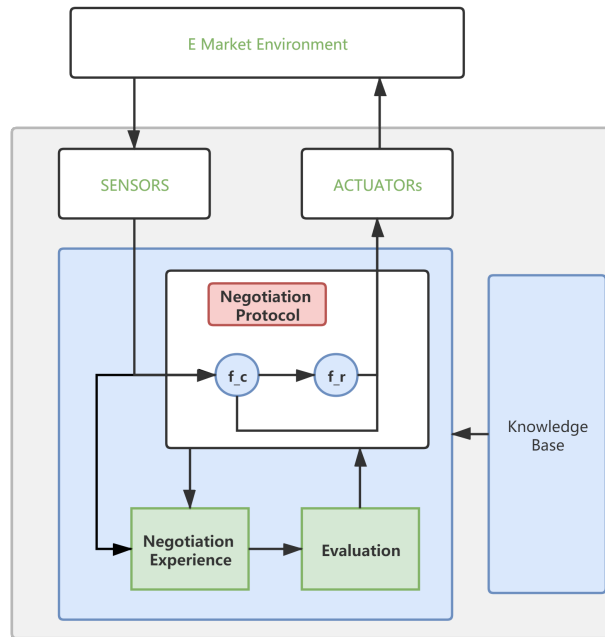 E Market Environment
SENSORS
ACTUATORs
Negotiation
Protocol
f_c
f_r
Knowledge
Base
Negotiation
Experience
Evaluation